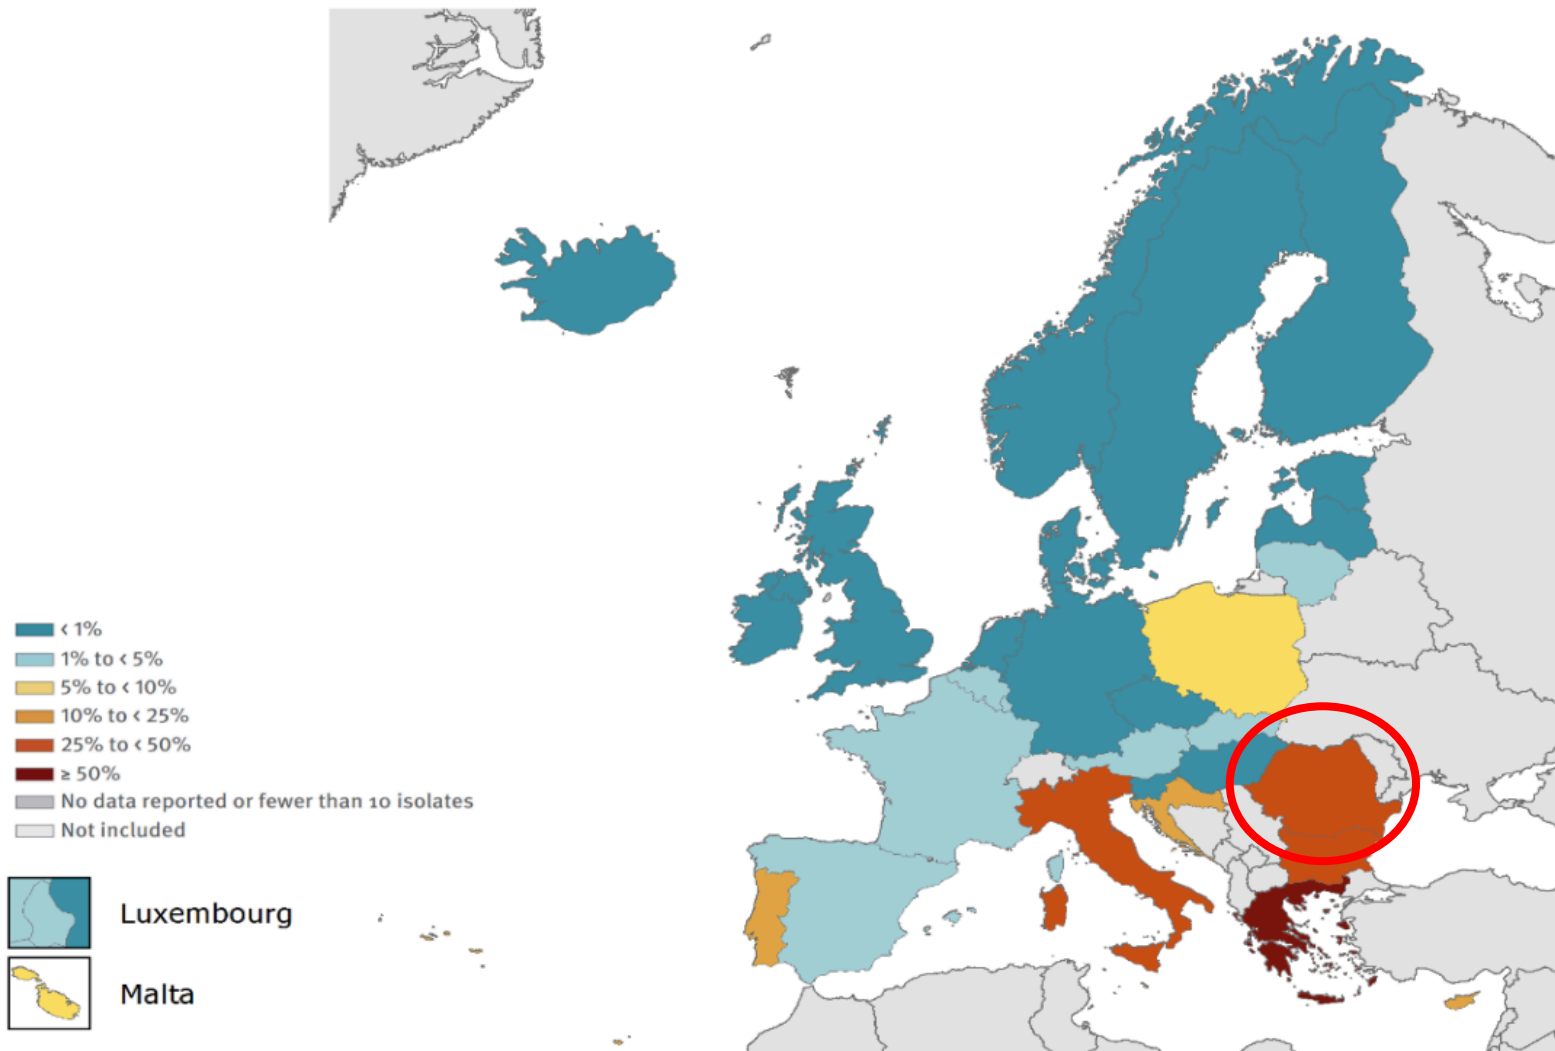 < 1%
1% to < 5%
5% to < 10%
10% to < 25%
25% to < 50%
≥ 50%
No data reported or fewer than 10 isolates
Not included
Luxembourg
Malta